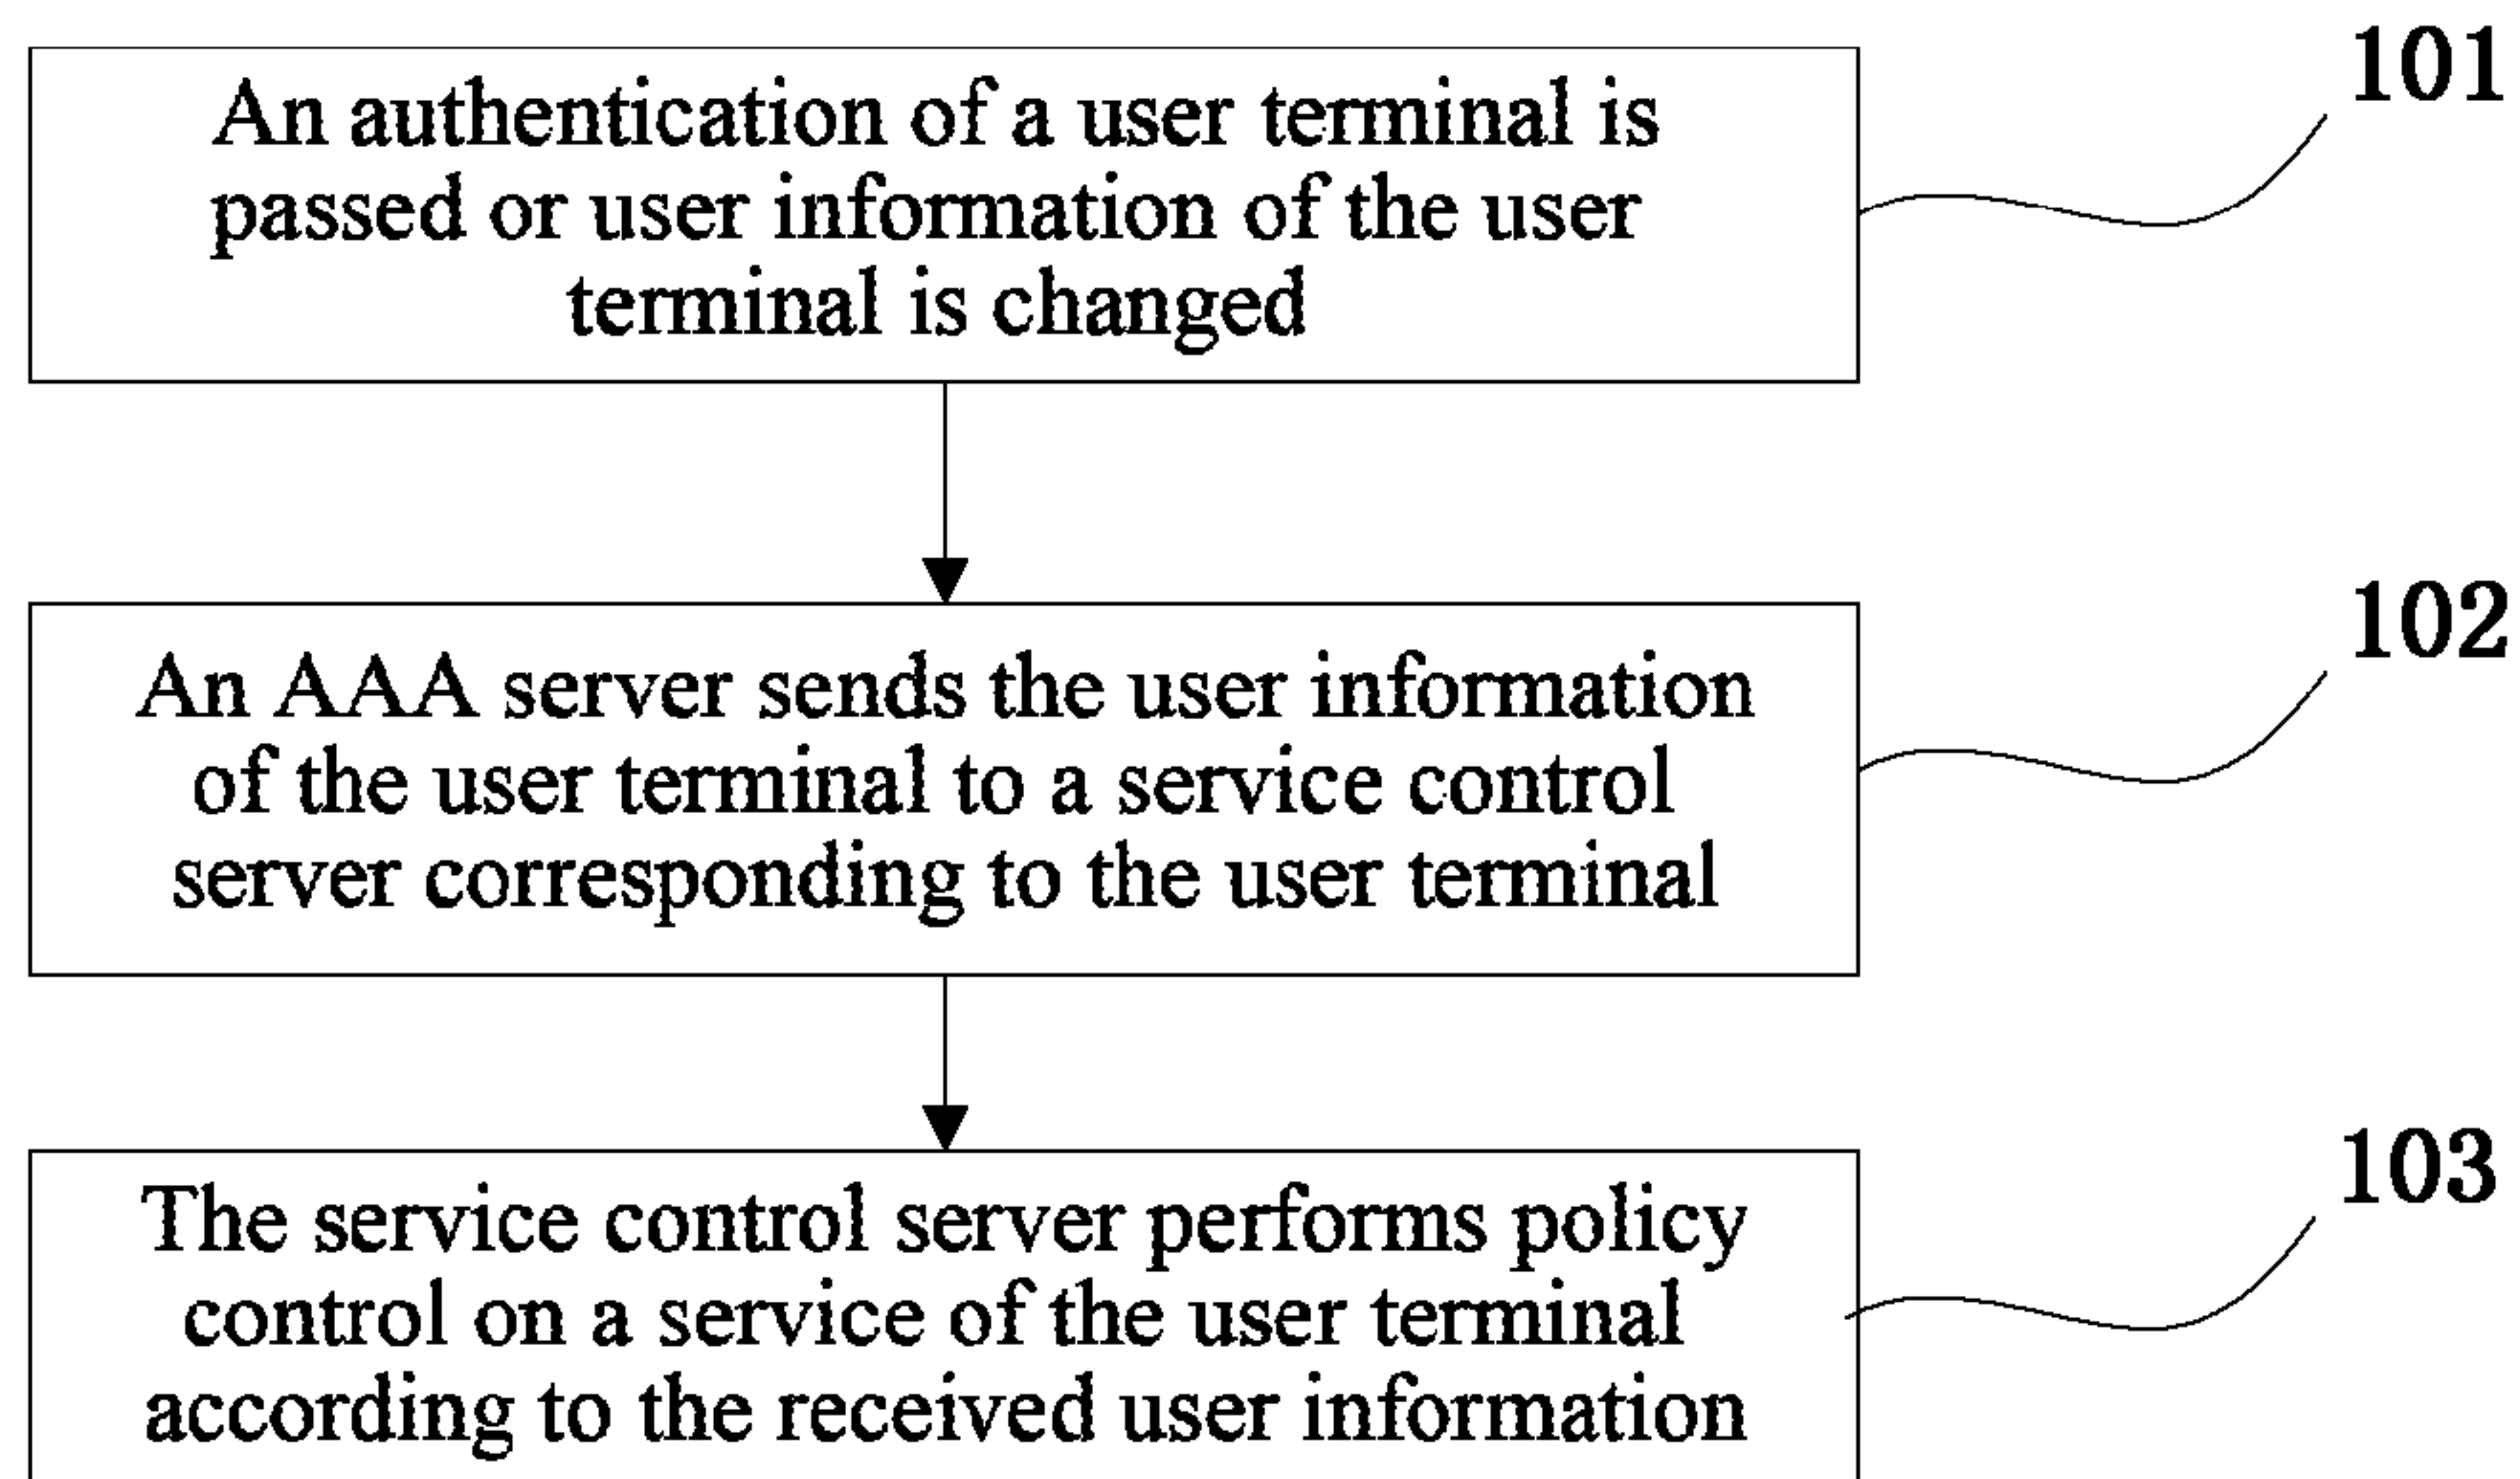 101
An authentication of a user terminal is
passed or user information of the user
terminal is changed
102
An AAA server sends the user information
of the user terminal to a service control
server corresponding to the user terminal
103
The service control server performs policy
control on a service of the user terminal
according to the received user information